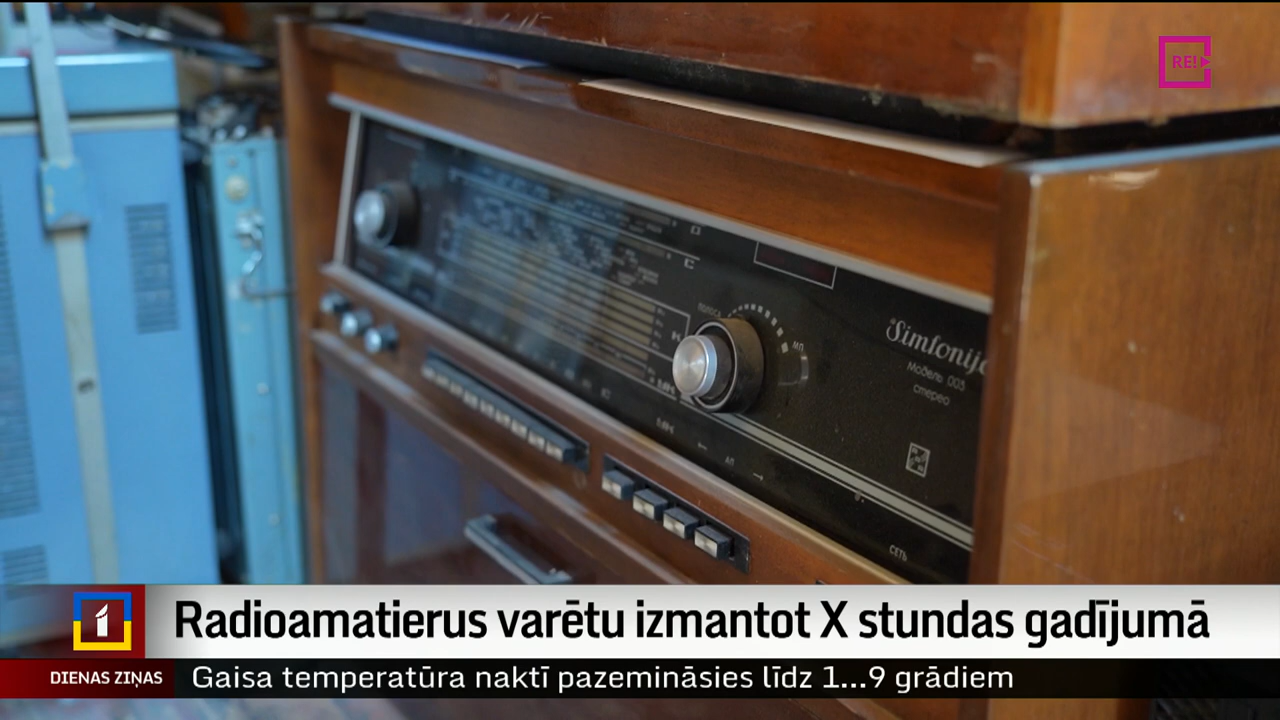 RE!
полоса
Simfonija
Модель 003
стерео
СЕТЬ
1
Radioamatierus varētu izmantot X stundas gadījumā
DIENAS ZIŅAS
Gaisa temperatūra naktī pazemināsies līdz 1...9 grādiem